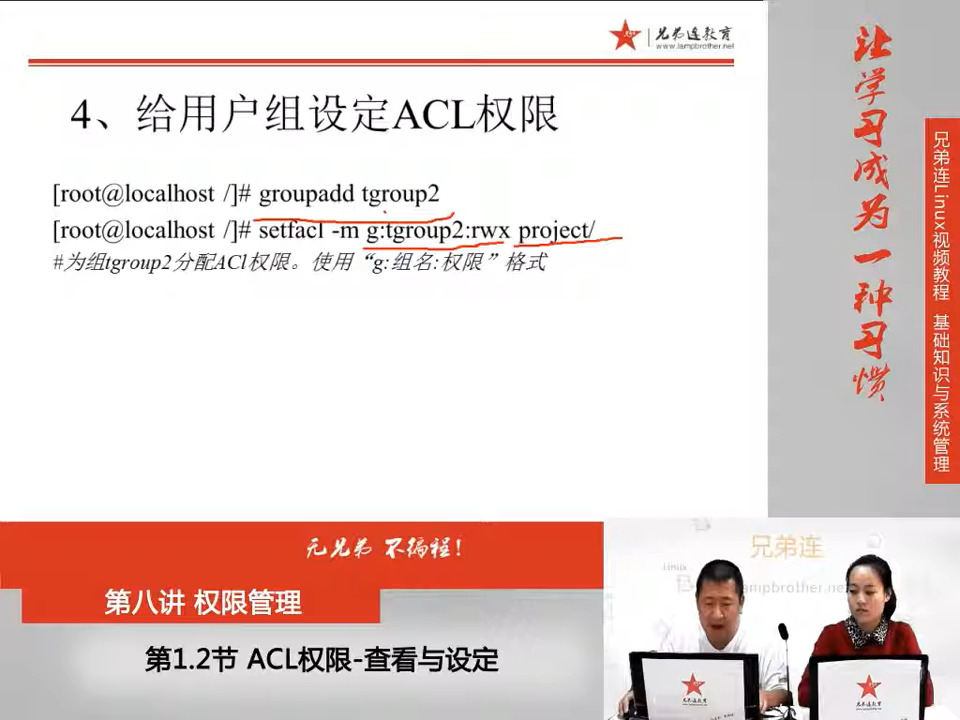 兄弟连教育
www.lampbrother.net
4、给用户组设定ACL权限
[root@localhost /]# groupadd tgroup2
[root@localhost /]# setfacl -m g:tgroup2:rwx project/
#为组tgroup2分配ACl权限。使用“g:组名:权限”格式
让学习成为一种习惯
兄弟连Linux视频教程 基础知识与系统管理
无兄弟 不编程!
第八讲 权限管理
第1.2节 ACL权限-查看与设定
兄弟连
Linux
lampbrother.net